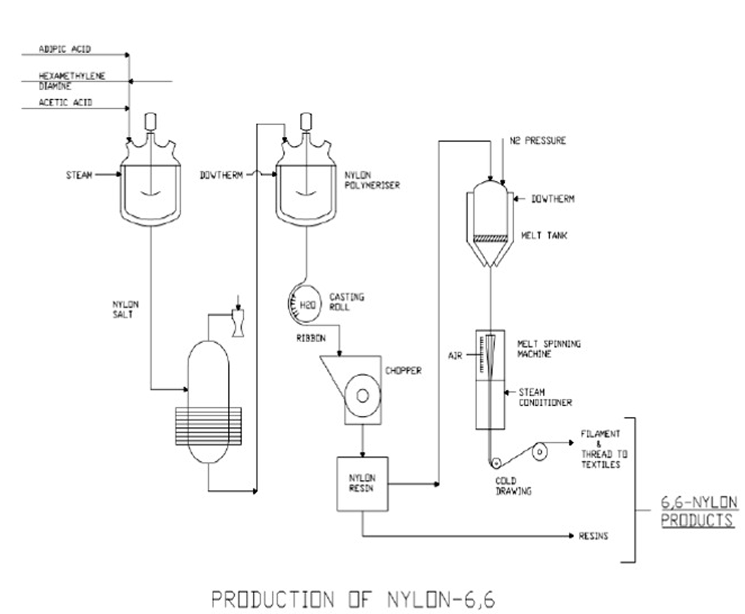 ADIPIC ACID
HEXAMETHYLENE
DIAMINE
ACETIC ACID
STEAM
DOWTHERM
NYLON
POLYMERISER
N2 PRESSURE
DOWTHERM
MELT TANK
NYLON
SALT
H2O
CASTING
ROLL
RIBBON
CHOPPER
AIR
MELT SPINNING
MACHINE
STEAM
CONDITIONER
NYLON
RESIN
COLD
DRAWING
FILAMENT
&
THREAD TO
TEXTILES
RESINS
6,6-NYLON
PRODUCTS
PRODUCTION OF NYLON-6,6